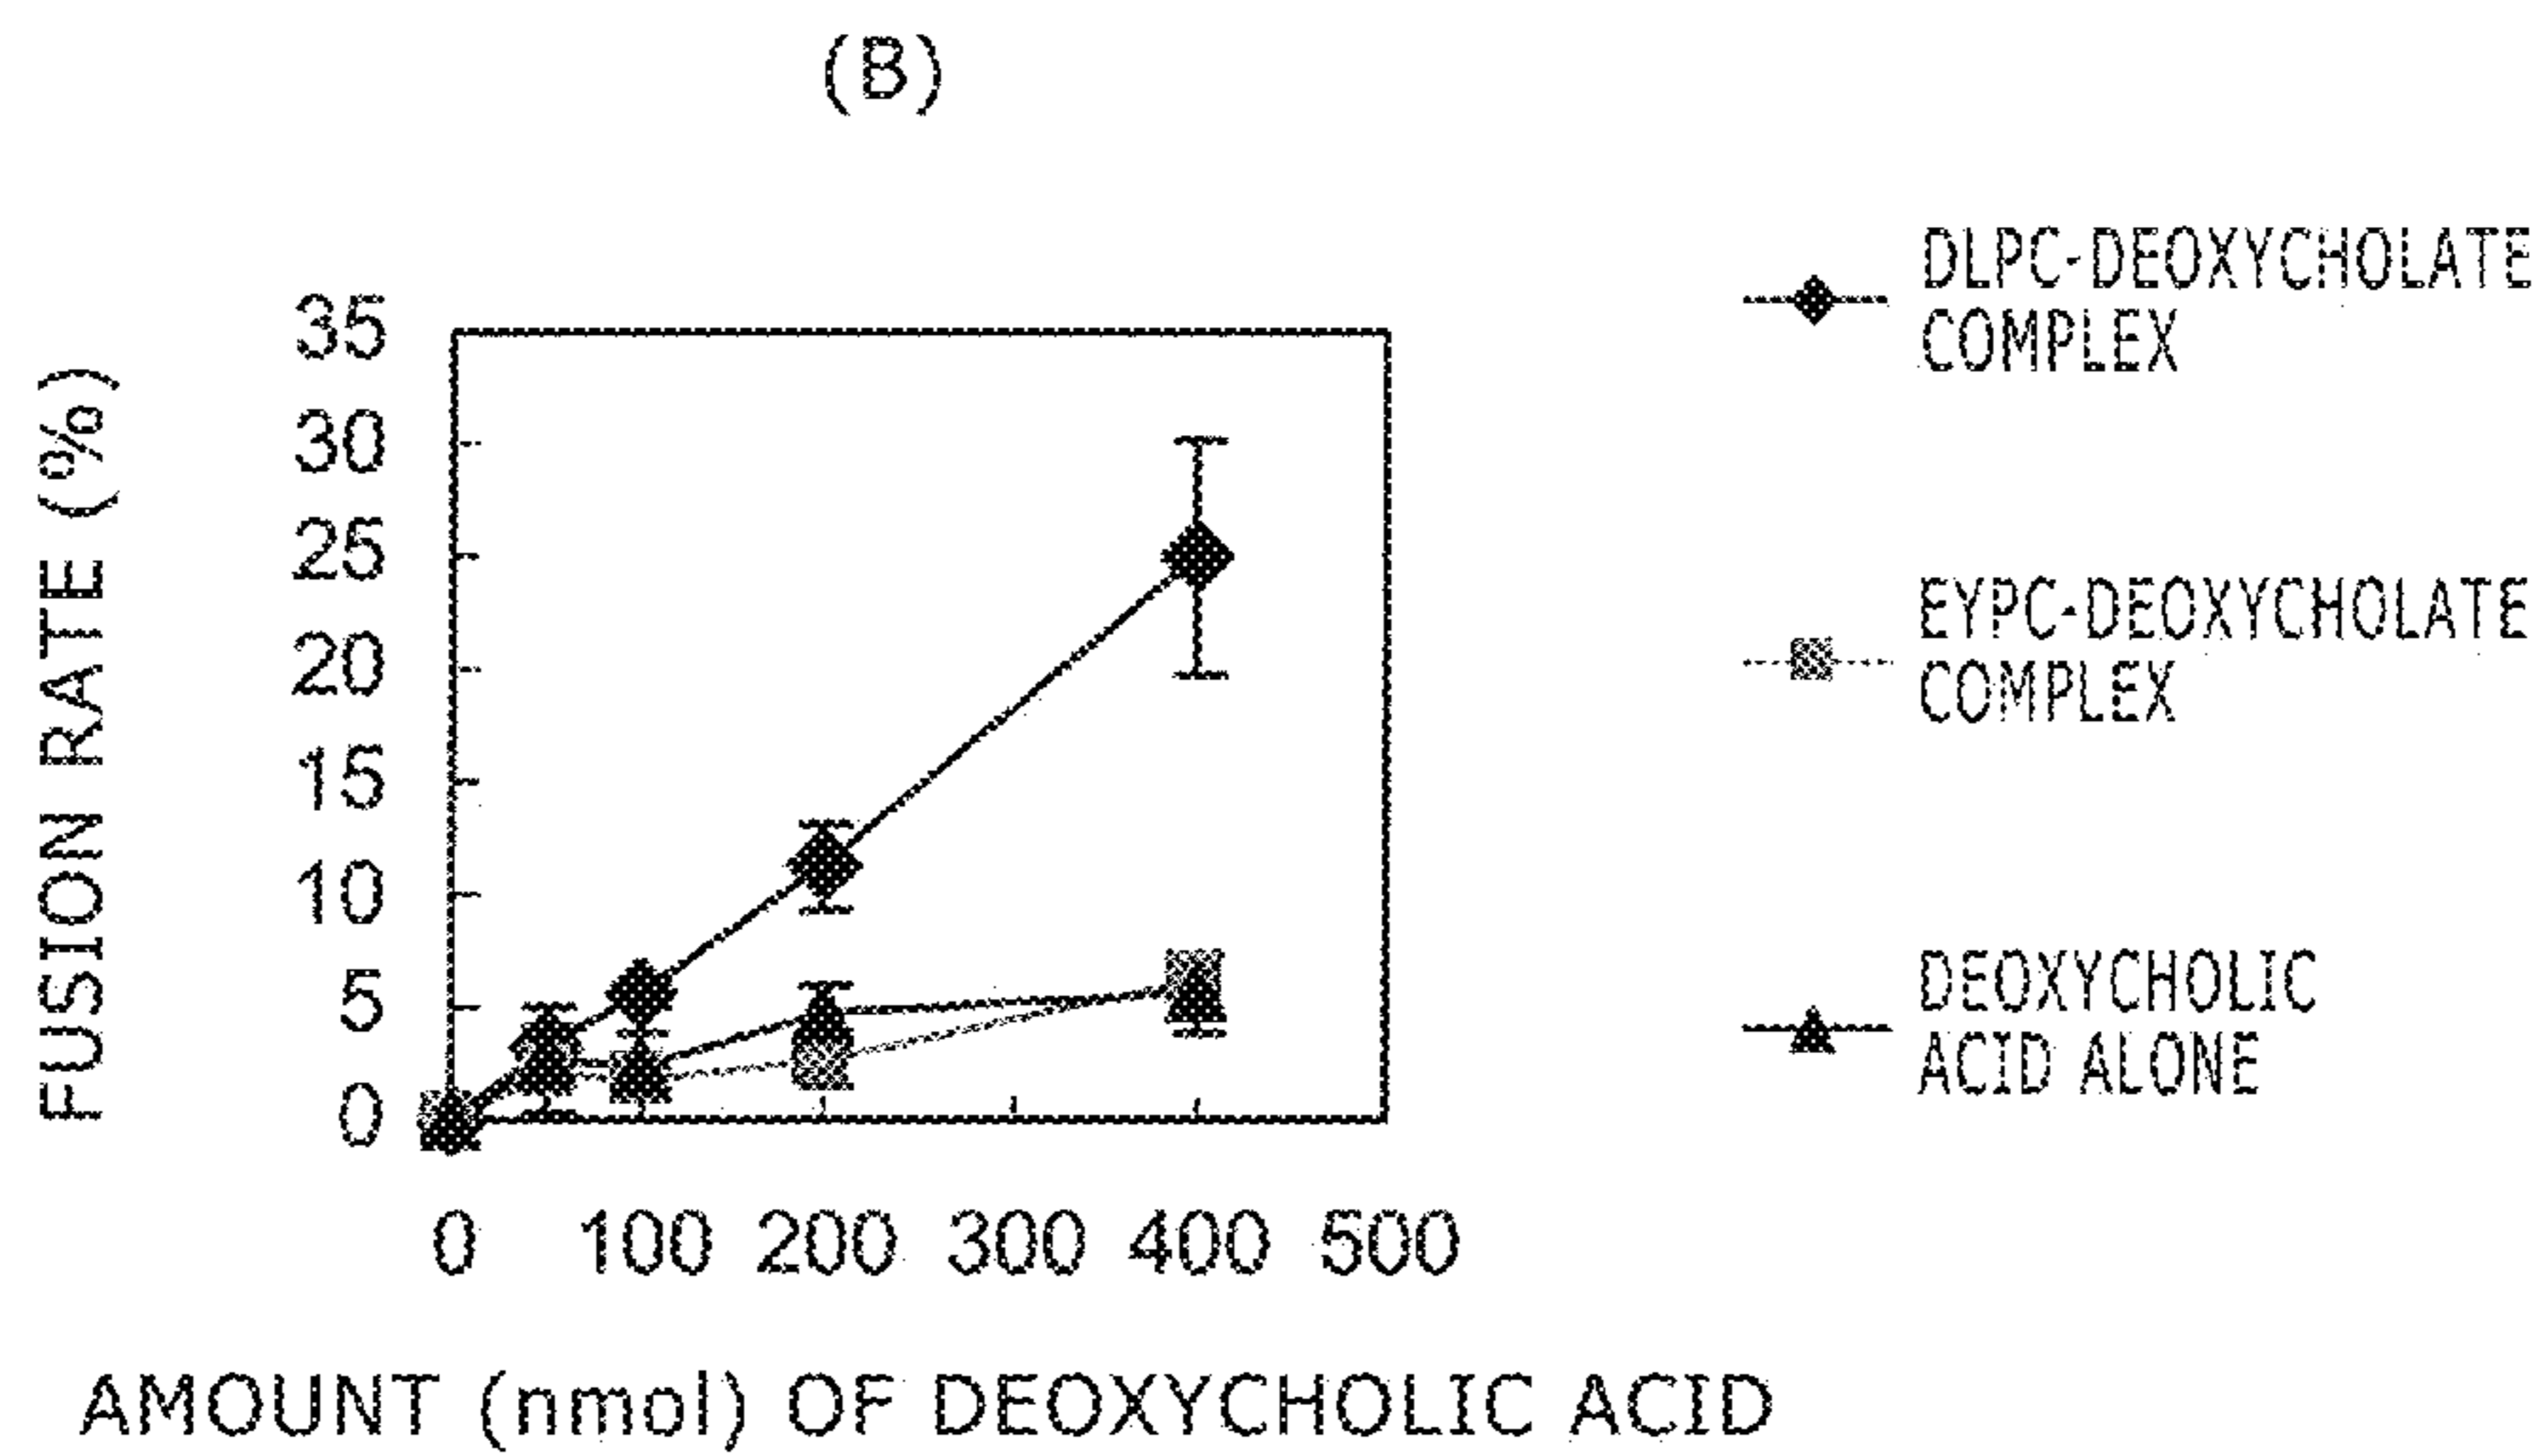 (B)
FUSION RATE (%)
35
30
25
20
15
10
5
0
0 100 200 300 400 500
AMOUNT (nmol) OF DEOXYCHOLIC ACID
DLPC-DEOXYCHOLATE
COMPLEX
EYPC-DEOXYCHOLATE
COMPLEX
DEOXYCHOLIC
ACID ALONE